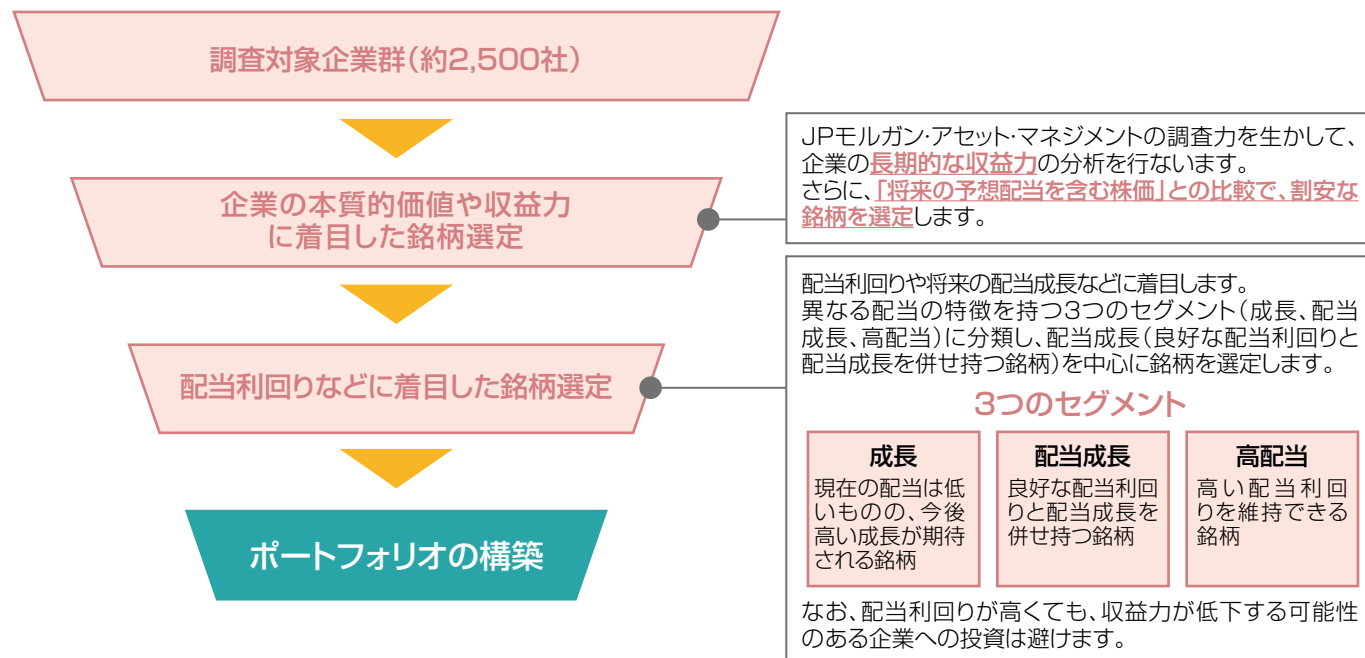 調査対象企業群(約2,500社)
企業の本質的価値や収益力
に着目した銘柄選定
JPモルガン・アセット・マネジメントの調査力を生かして、
企業の長期的な収益力の分析を行ないます。
さらに、「将来の予想配当を含む株価」との比較で、割安な
銘柄を選定します。
配当利回りなどに着目した銘柄選定
配当利回りや将来の配当成長などに着目します。
異なる配当の特徴を持つ3つのセグメント(成長、配当
成長、高配当)に分類し、配当成長(良好な配当利回りと
配当成長を併せ持つ銘柄)を中心に銘柄を選定します。
3つのセグメント
成長
現在の配当は低
いものの、今後
高い成長が期待
される銘柄
配当成長
良好な配当利回
りと配当成長を
併せ持つ銘柄
高配当
高い配当利回
りを維持できる
銘柄
なお、配当利回りが高くても、収益力が低下する可能性
のある企業への投資は避けます。
ポートフォリオの構築